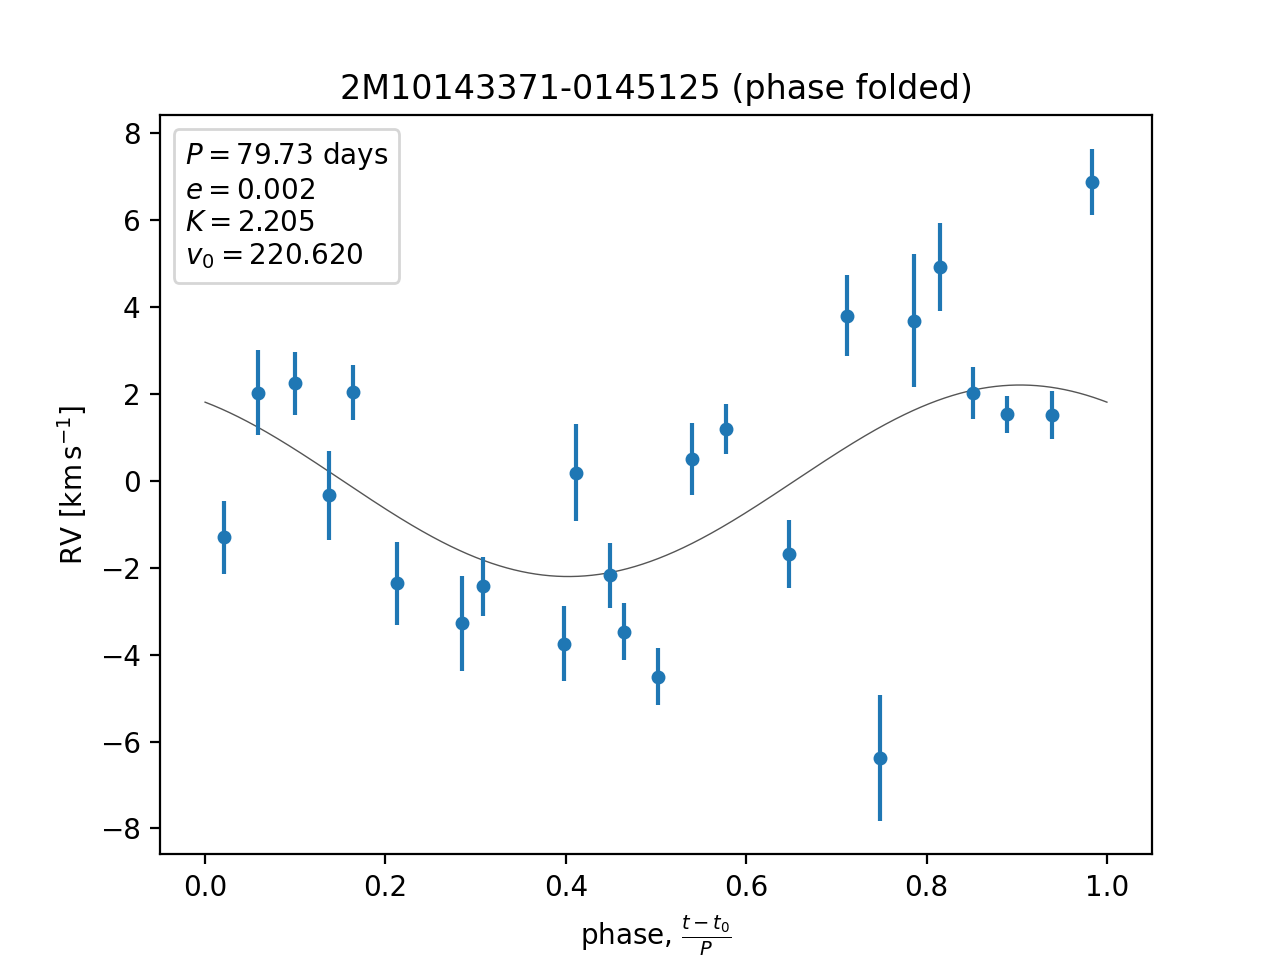 2M10143371-0145125 (phase folded)
P = 79.73 days
e = 0.002
K = 2.205
v₀ = 220.620
RV [km s⁻¹]
8
6
4
2
0
−2
−4
−6
−8
0.0 0.2 0.4 0.6 0.8 1.0
phase, (t − t₀)/P